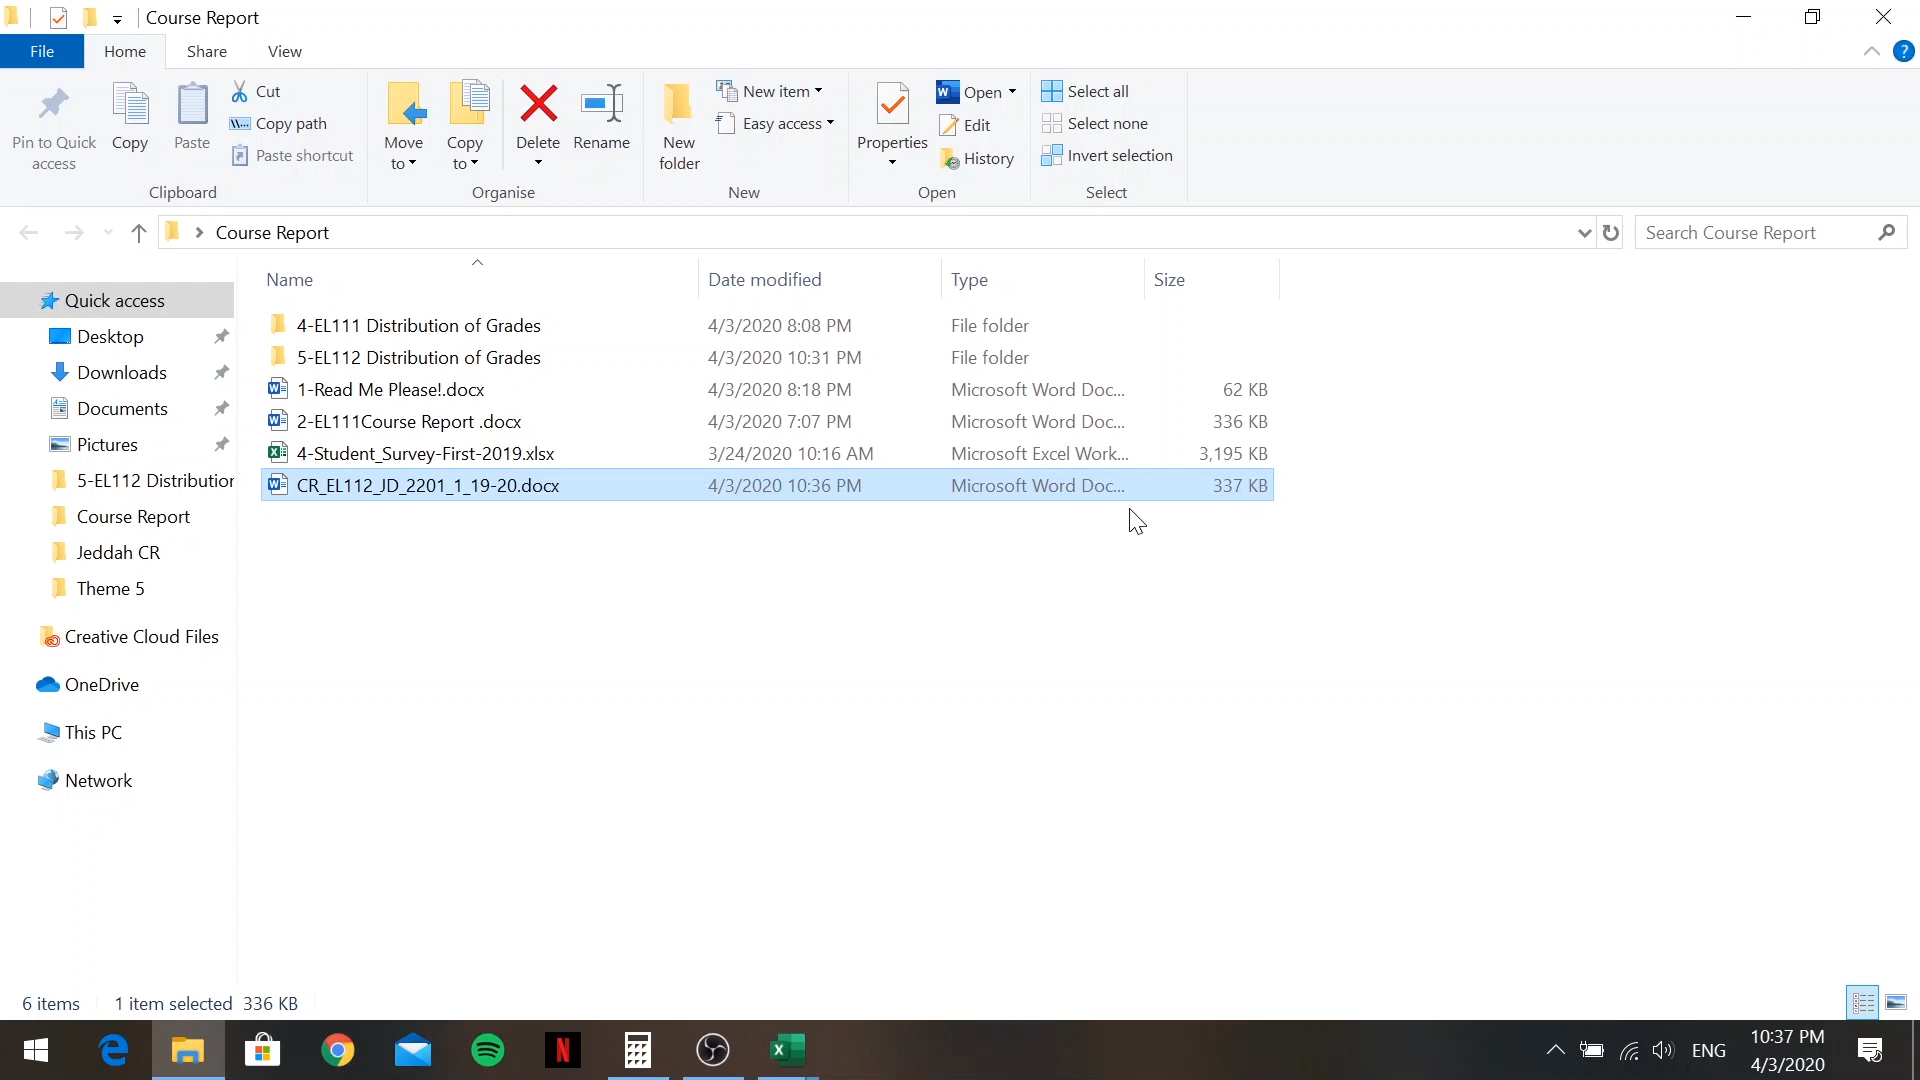 Course Report
File Home Share View
Pin to Quick access
Copy
Paste
Cut
Copy path
Paste shortcut
Clipboard
Move to
Copy to
Delete
Rename
Organise
New folder
New item
Easy access
New
Properties
Open
Edit
History
Open
Select all
Select none
Invert selection
Select
Course Report
Search Course Report
Name Date modified Type Size
4-EL111 Distribution of Grades 4/3/2020 8:08 PM File folder
5-EL112 Distribution of Grades 4/3/2020 10:31 PM File folder
1-Read Me Please!.docx 4/3/2020 8:18 PM Microsoft Word Doc... 62 KB
2-EL111Course Report .docx 4/3/2020 7:07 PM Microsoft Word Doc... 336 KB
4-Student_Survey-First-2019.xlsx 3/24/2020 10:16 AM Microsoft Excel Work... 3,195 KB
CR_EL112_JD_2201_1_19-20.docx 4/3/2020 10:36 PM Microsoft Word Doc... 337 KB
Quick access
Desktop
Downloads
Documents
Pictures
5-EL112 Distribution
Course Report
Jeddah CR
Theme 5
Creative Cloud Files
OneDrive
This PC
Network
6 items 1 item selected 336 KB
ENG
10:37 PM
4/3/2020